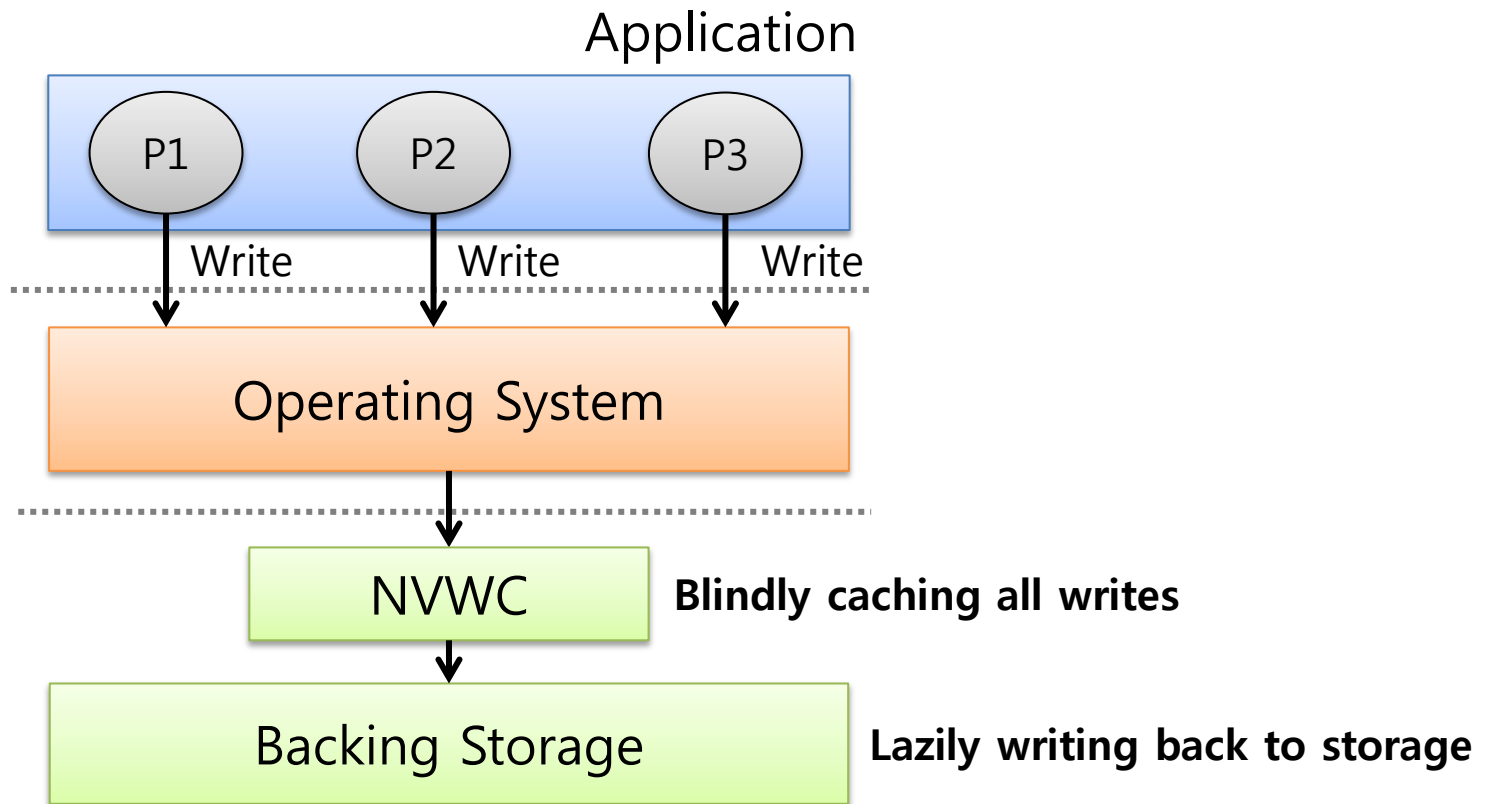 Application
P1 P2 P3
Write Write Write
Operating System
NVWC Blindly caching all writes
Backing Storage Lazily writing back to storage